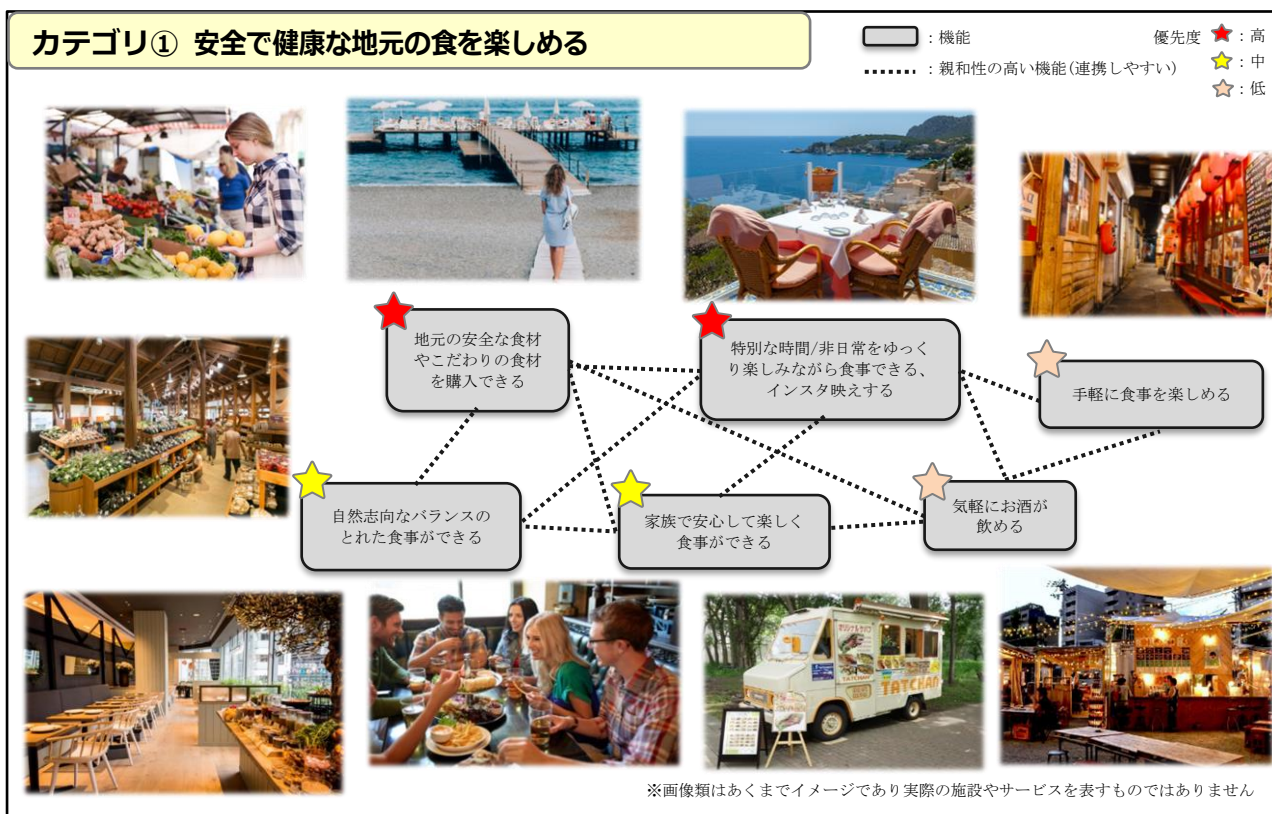 カテゴリ① 安全で健康な地元の食を楽しめる
：機能
：親和性の高い機能(連携しやすい)
優先度 ：高
：中
：低
地元の安全な食材
やこだわりの食材
を購入できる
特別な時間/非日常をゆっく
り楽しみながら食事できる、
インスタ映えする
手軽に食事を楽しめる
自然志向なバランスの
とれた食事ができる
家族で安心して楽しく
食事ができる
気軽にお酒が
飲める
オリジナルケバブ
TATCHAN
TATCHAN
※画像類はあくまでイメージであり実際の施設やサービスを表すものではありません